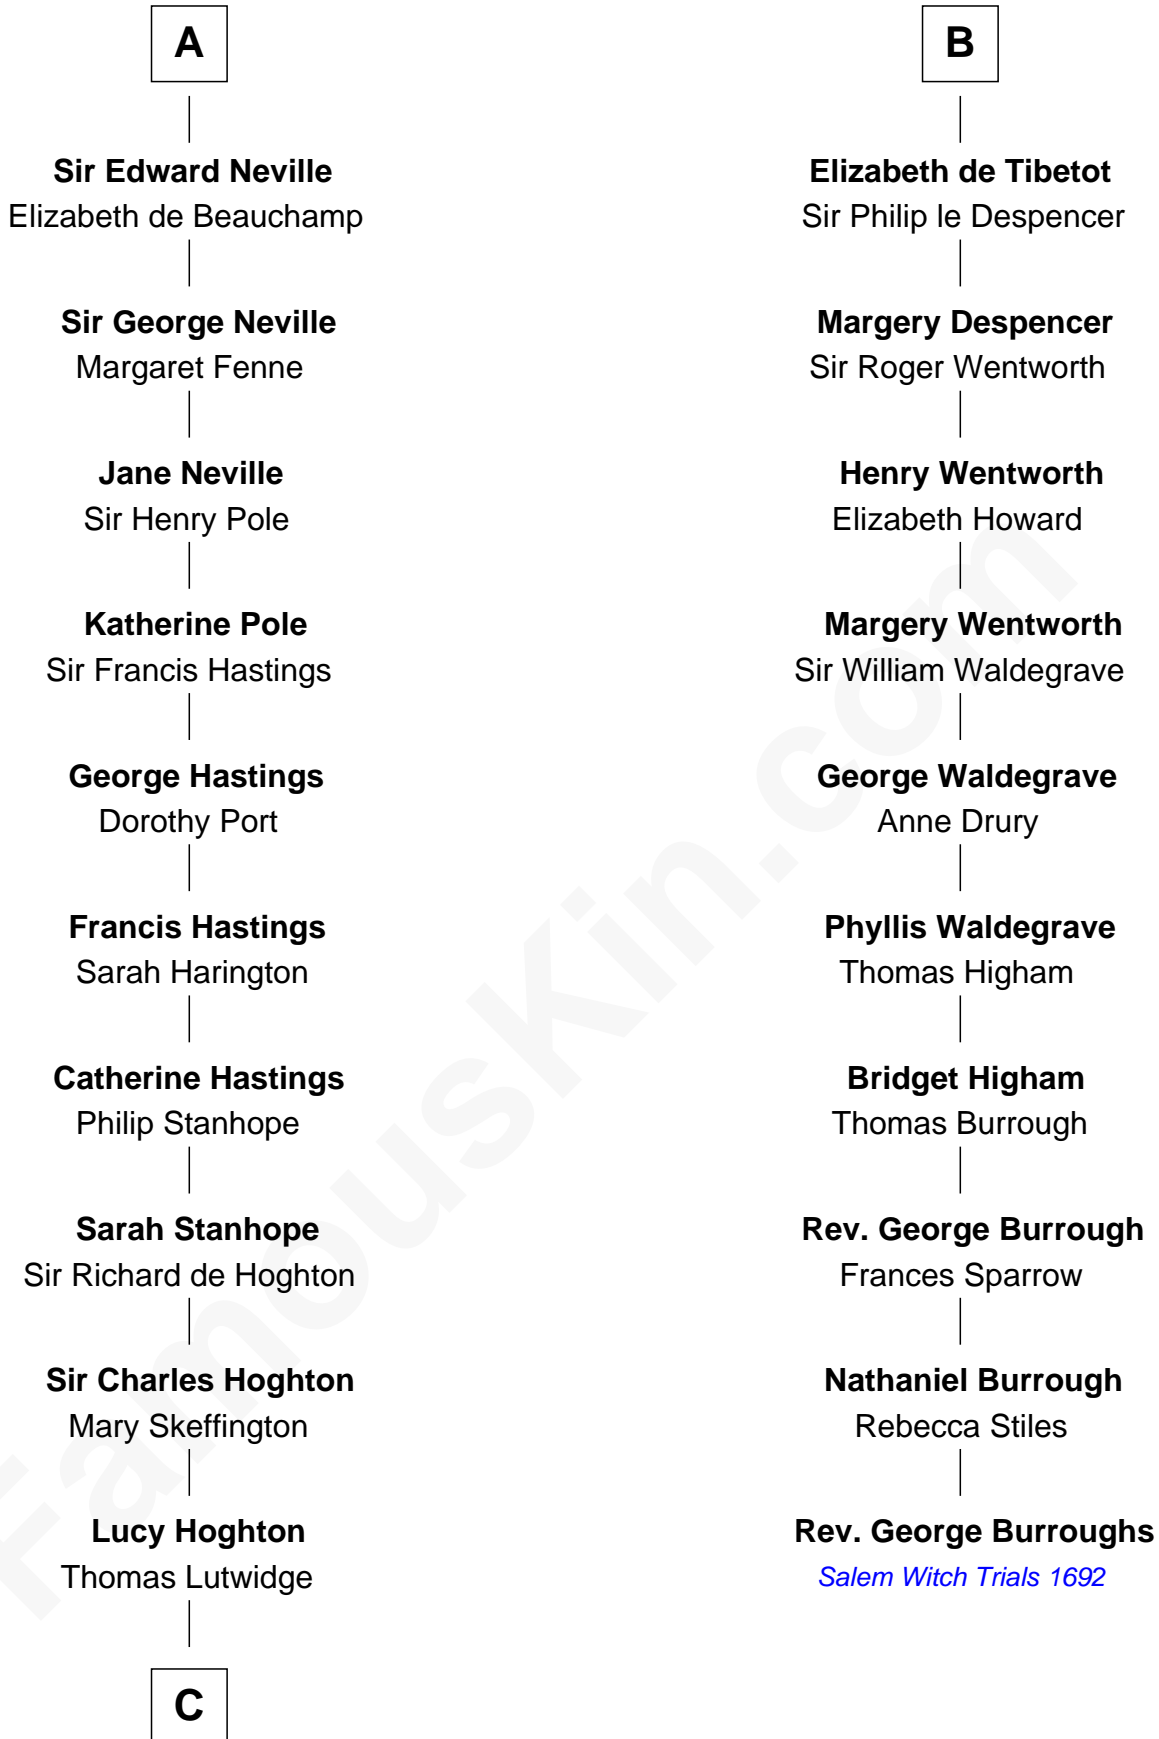 A
Sir Edward Neville
Elizabeth de Beauchamp
Sir George Neville
Margaret Fenne
Jane Neville
Sir Henry Pole
Katherine Pole
Sir Francis Hastings
George Hastings
Dorothy Port
Francis Hastings
Sarah Harington
Catherine Hastings
Philip Stanhope
Sarah Stanhope
Sir Richard de Hoghton
Sir Charles Hoghton
Mary Skeffington
Lucy Hoghton
Thomas Lutwidge
C
B
Elizabeth de Tibetot
Sir Philip le Despencer
Margery Despencer
Sir Roger Wentworth
Henry Wentworth
Elizabeth Howard
Margery Wentworth
Sir William Waldegrave
George Waldegrave
Anne Drury
Phyllis Waldegrave
Thomas Higham
Bridget Higham
Thomas Burrough
Rev. George Burrough
Frances Sparrow
Nathaniel Burrough
Rebecca Stiles
Rev. George Burroughs
Salem Witch Trials 1692
FamousKin.com